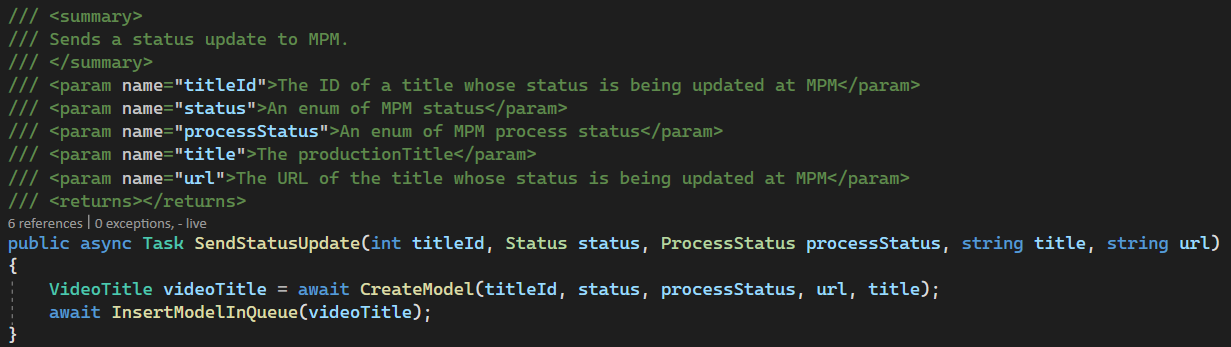 /// <summary>
/// Sends a status update to MPM.
/// </summary>
/// <param name="titleId">The ID of a title whose status is being updated at MPM</param>
/// <param name="status">An enum of MPM status</param>
/// <param name="processStatus">An enum of MPM process status</param>
/// <param name="title">The productionTitle</param>
/// <param name="url">The URL of the title whose status is being updated at MPM</param>
/// <returns></returns>
6 references | 0 exceptions, - live
public async Task SendStatusUpdate(int titleId, Status status, ProcessStatus processStatus, string title, string url)
{
    VideoTitle videoTitle = await CreateModel(titleId, status, processStatus, url, title);
    await InsertModelInQueue(videoTitle);
}